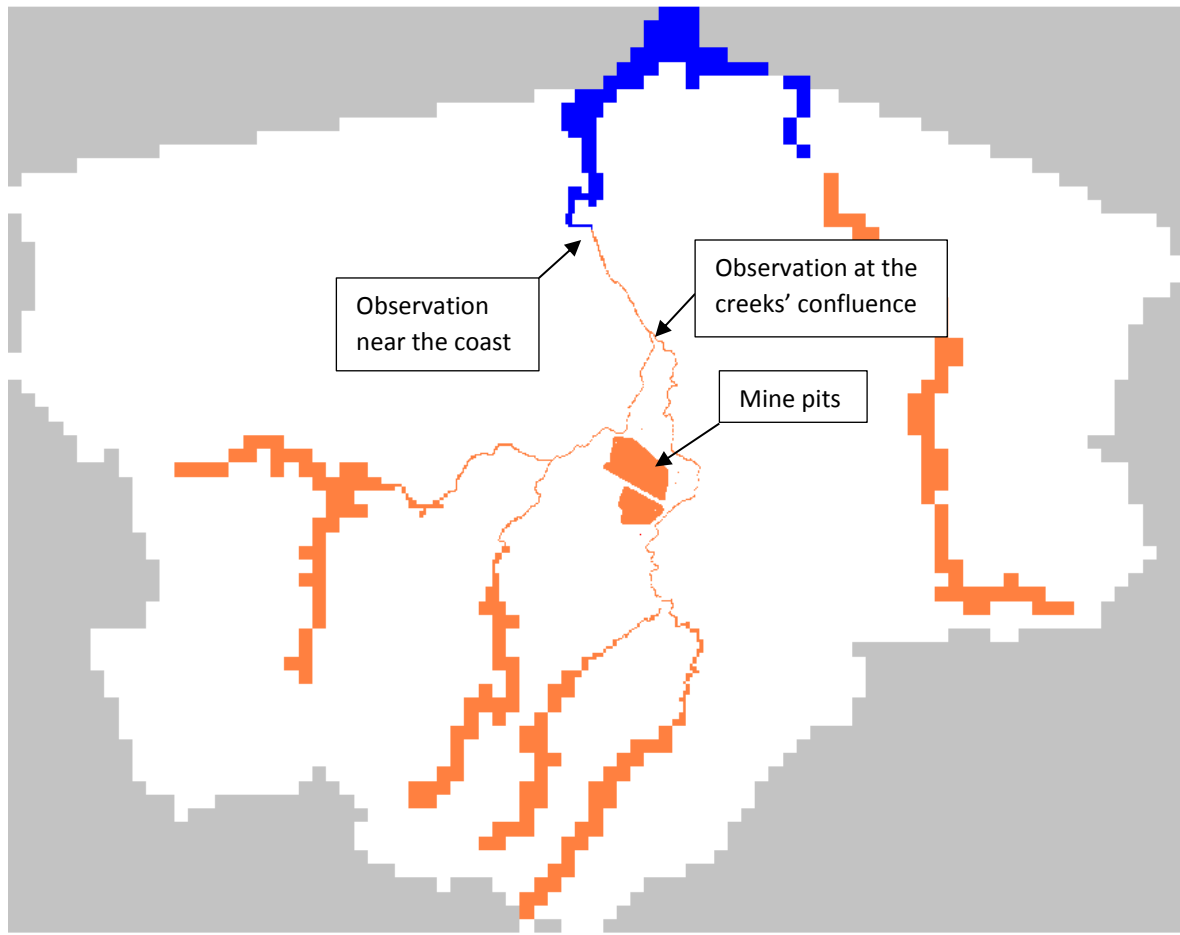 Observation at the
creeks’ confluence
Observation
near the coast
Mine pits